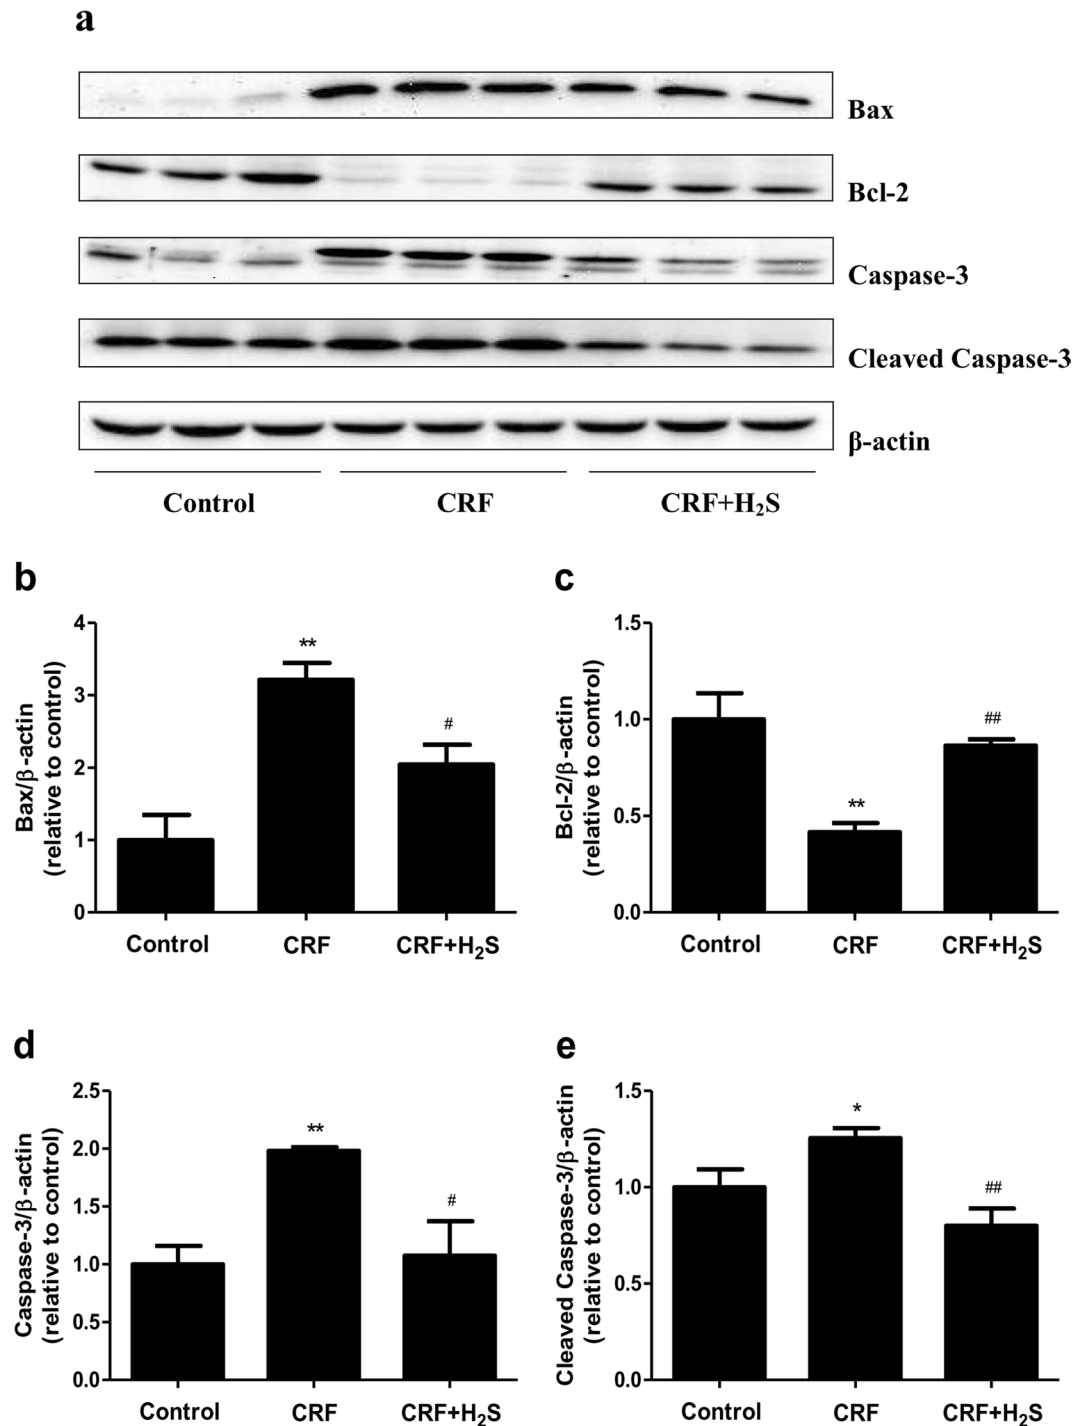 a
Bax
Bcl-2
Caspase-3
Cleaved Caspase-3
β-actin
Control CRF CRF+H₂S
b
Bax/β-actin
(relative to control)
4
3
2
1
0
**
#
Control CRF CRF+H₂S
c
Bcl-2/β-actin
(relative to control)
1.5
1.0
0.5
0.0
**
##
Control CRF CRF+H₂S
d
Caspase-3/β-actin
(relative to control)
2.5
2.0
1.5
1.0
0.5
0.0
**
#
Control CRF CRF+H₂S
e
Cleaved Caspase-3/β-actin
(relative to control)
1.5
1.0
0.5
0.0
*
##
Control CRF CRF+H₂S